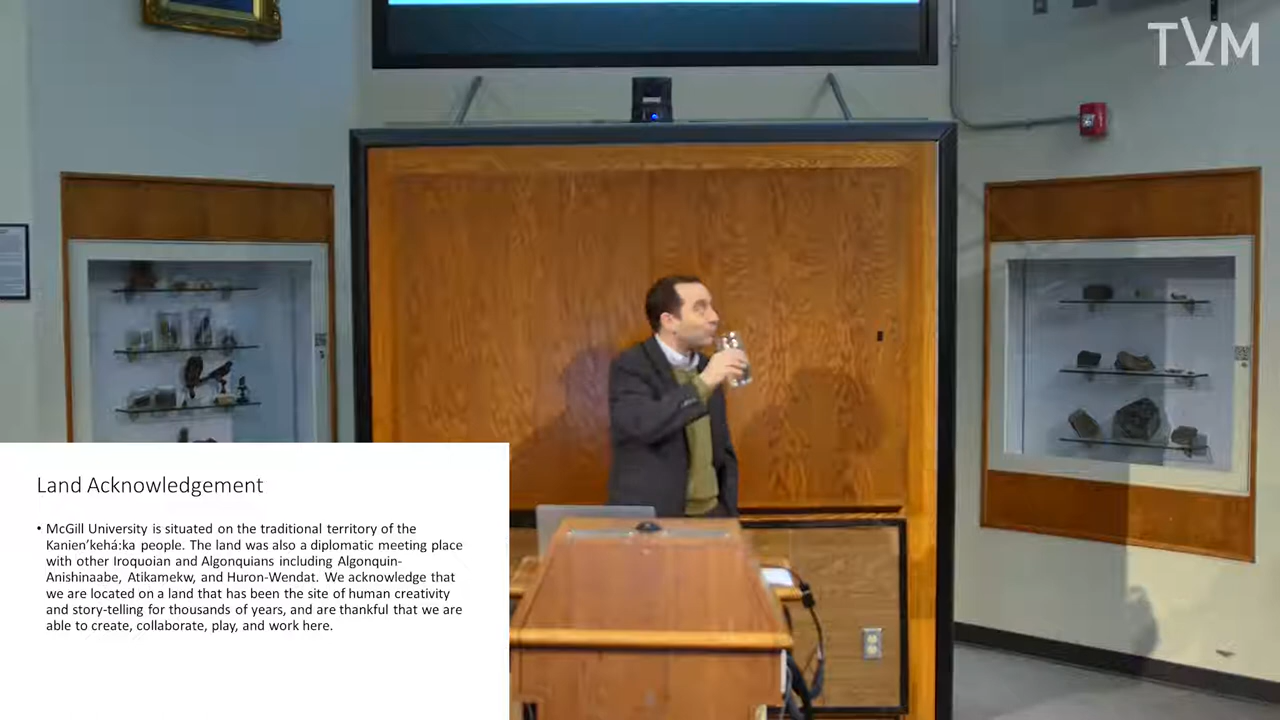 TVM
Land Acknowledgement
• McGill University is situated on the traditional territory of the
Kanien’kehá:ka people. The land was also a diplomatic meeting place
with other Iroquoian and Algonquians including Algonquin-
Anishinaabe, Atikamekw, and Huron-Wendat. We acknowledge that
we are located on a land that has been the site of human creativity
and story-telling for thousands of years, and are thankful that we are
able to create, collaborate, play, and work here.